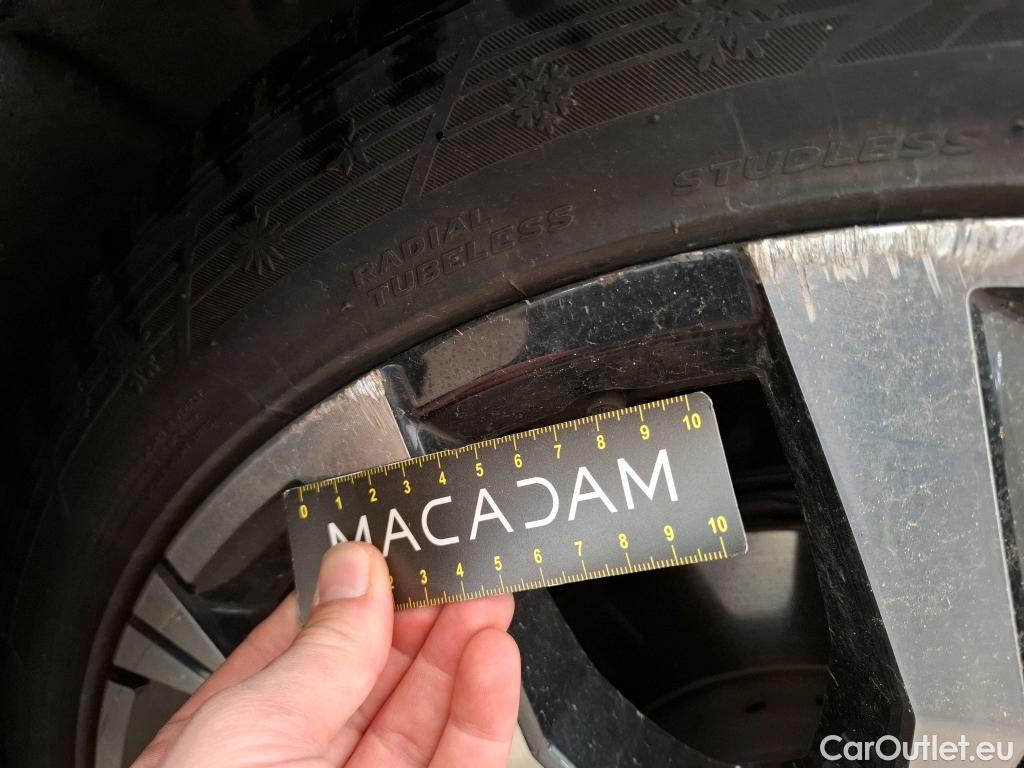 RADIAL
TUBELESS
STUDLESS
0 1 2 3 4 5 6 7 8 9 10
MACADAM
2 3 4 5 6 7 8 9 10
CarOutlet.eu